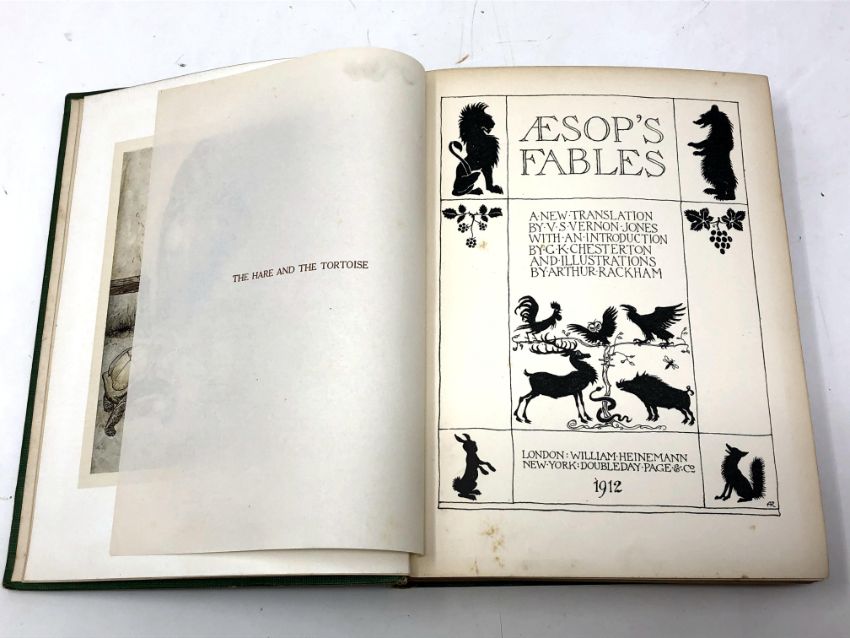 THE HARE AND THE TORTOISE
ÆSOP'S
FABLES
A·NEW·TRANSLATION
BY·V·S·VERNON·JONES
WITH·AN·INTRODUCTION
BY·G·K·CHESTERTON
AND·ILLUSTRATIONS
BY·ARTHUR·RACKHAM
LONDON:WILLIAM·HEINEMANN
NEW·YORK:DOUBLEDAY·PAGE·&·Co
1912
AR